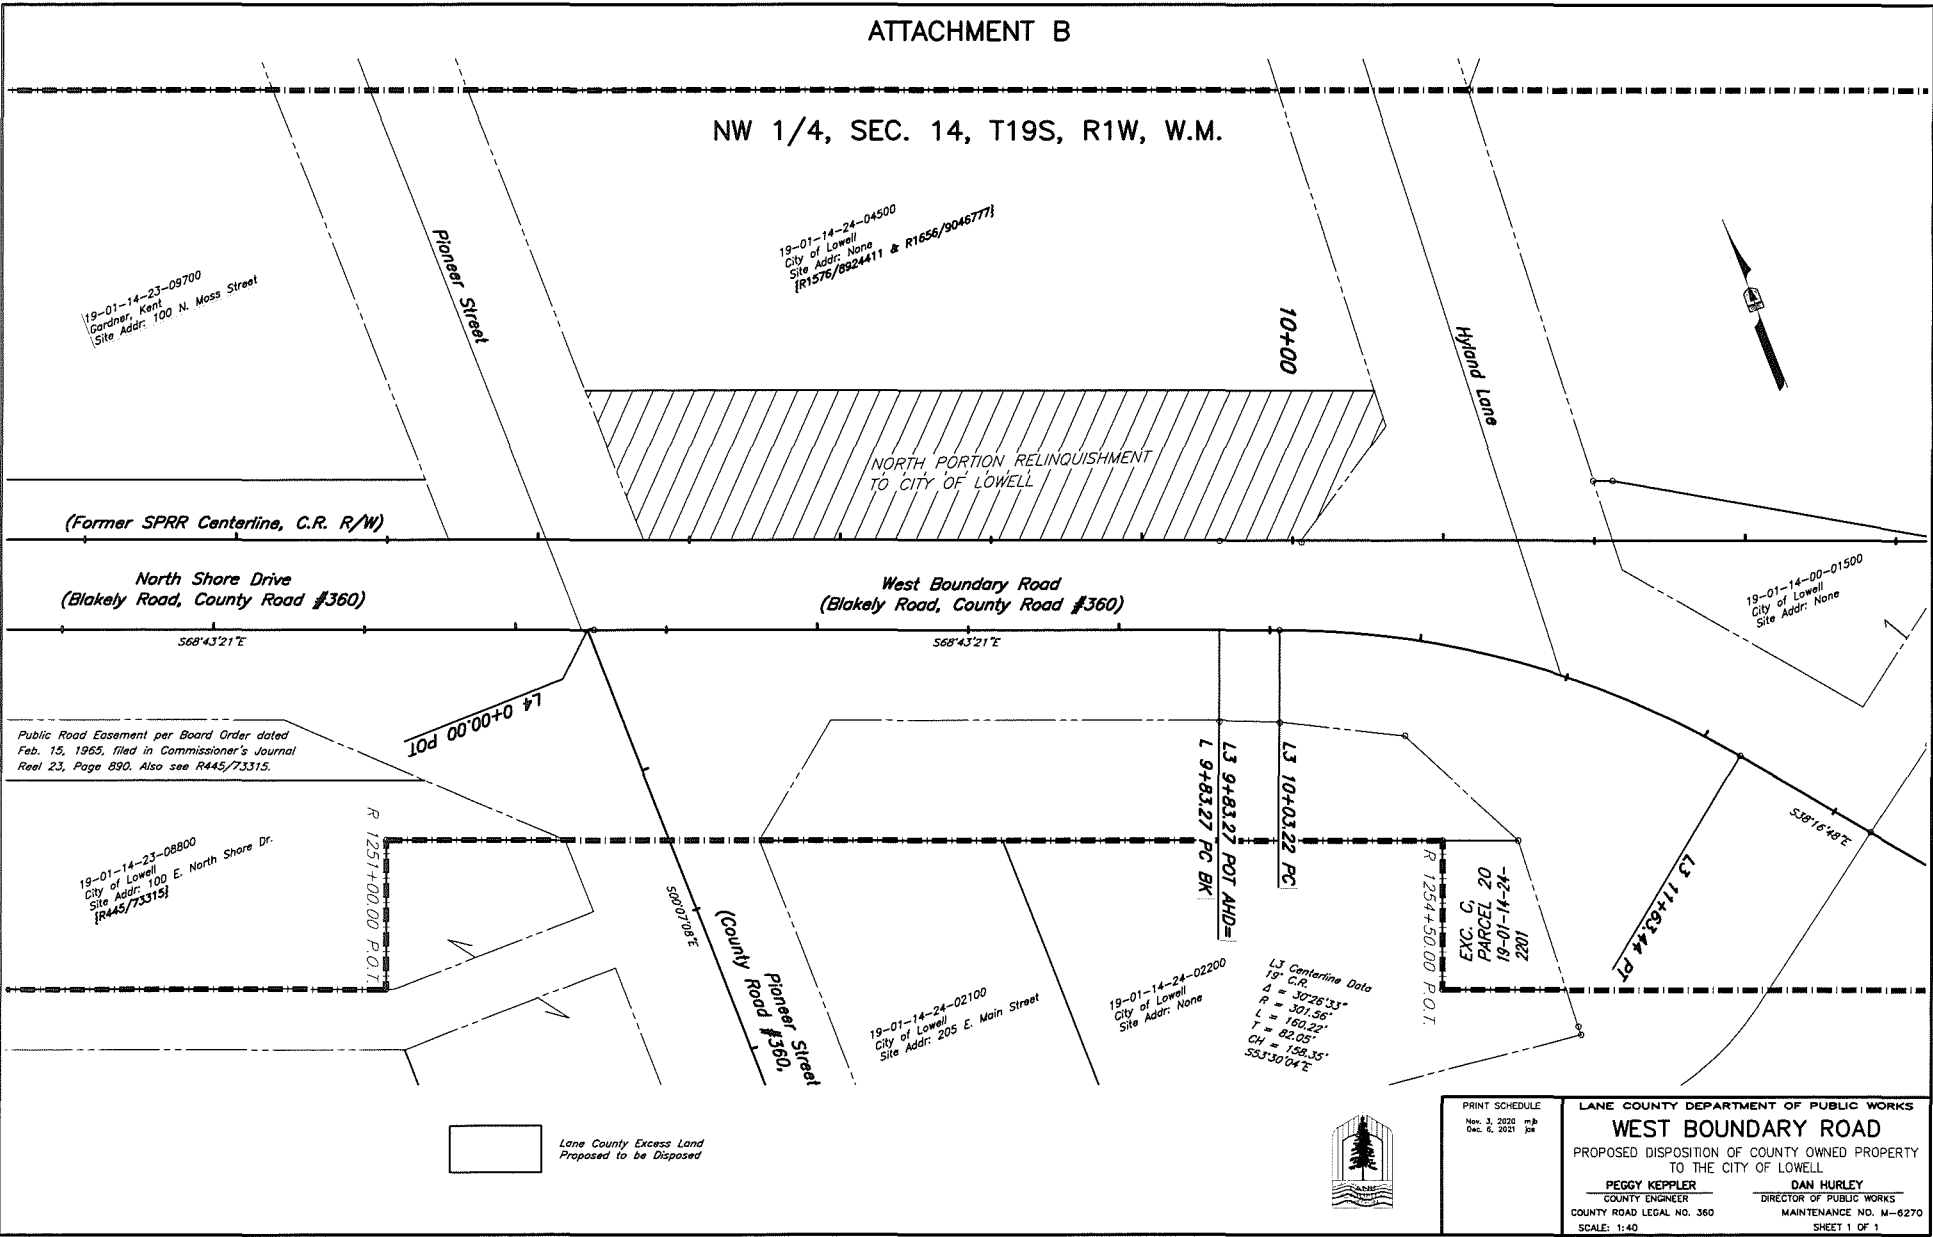 ATTACHMENT B
NW 1/4, SEC. 14, T19S, R1W, W.M.
19-01-14-23-09700
Gardner, Kent
Site Addr: 100 N. Moss Street
Pioneer Street
19-01-14-24-04500
City of Lowell
Site Addr: None
{R1576/8924411 & R1656/9046777}
10+00
Hyland Lane
NORTH PORTION RELINQUISHMENT
TO CITY OF LOWELL
(Former SPRR Centerline, C.R. R/W)
North Shore Drive
(Blakely Road, County Road #360)
West Boundary Road
(Blakely Road, County Road #360)
19-01-14-00-01500
City of Lowell
Site Addr: None
S68°43'21"E
S68°43'21"E
L4 0+00.00 POT
Public Road Easement per Board Order dated
Feb. 15, 1965, filed in Commissioner's Journal
Reel 23, Page 890. Also see R445/73315.
L 9+83.27 PC BK
L3 9+83.27 POT AHD=
L3 10+03.22 PC
S38°16'48"E
L3 11+63.44 PT
19-01-14-23-08800
City of Lowell
Site Addr: 100 E. North Shore Dr.
{R445/73315}
R 1251+00.00 P.O.T.
S00°07'08"E
Pioneer Street
(County Road #360,
19-01-14-24-02100
City of Lowell
Site Addr: 205 E. Main Street
19-01-14-24-02200
City of Lowell
Site Addr: None
L3 Centerline Data
19' C.R.
Δ = 30°26'33"
R = 301.56'
L = 160.22'
T = 82.05'
CH = 158.35'
S53°30'04"E
R 1254+50.00 P.O.T.
EXC. C,
PARCEL 20
19-01-14-24-
2201
Lane County Excess Land
Proposed to be Disposed
LANE
PRINT SCHEDULE
Nov. 3, 2020 mjb
Dec. 6, 2021 jas
LANE COUNTY DEPARTMENT OF PUBLIC WORKS
WEST BOUNDARY ROAD
PROPOSED DISPOSITION OF COUNTY OWNED PROPERTY
TO THE CITY OF LOWELL
PEGGY KEPPLER
COUNTY ENGINEER
DAN HURLEY
DIRECTOR OF PUBLIC WORKS
COUNTY ROAD LEGAL NO. 360
MAINTENANCE NO. M-6270
SCALE: 1:40
SHEET 1 OF 1